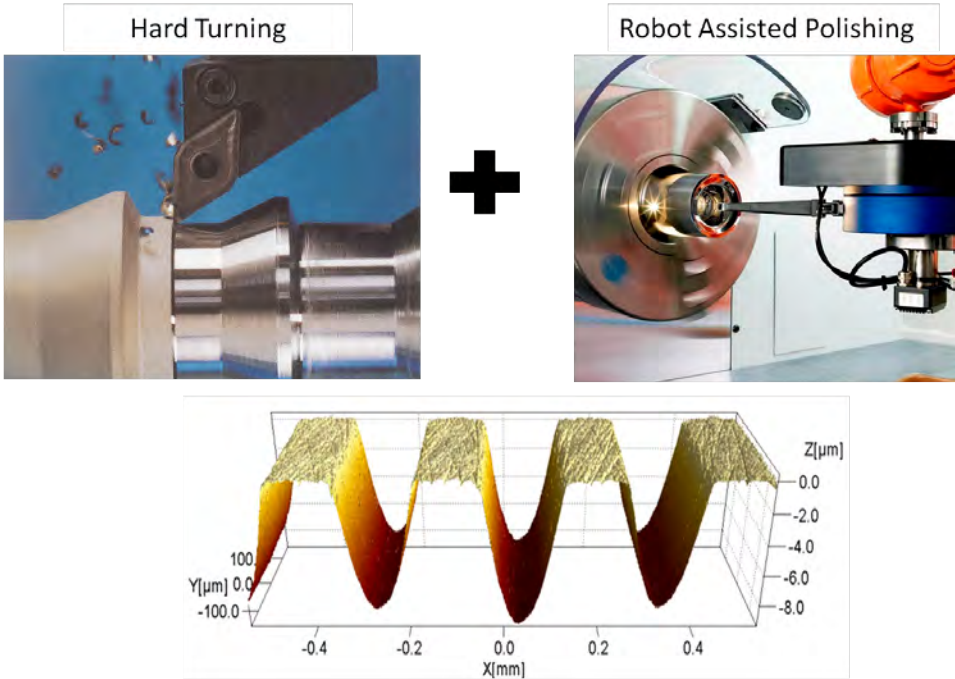 Hard Turning
Robot Assisted Polishing
Z[µm]
0.0
-2.0
-4.0
-6.0
-8.0
100.
Y[µm] 0.0
-100.0
-0.4 -0.2 0.0 0.2 0.4
X[mm]